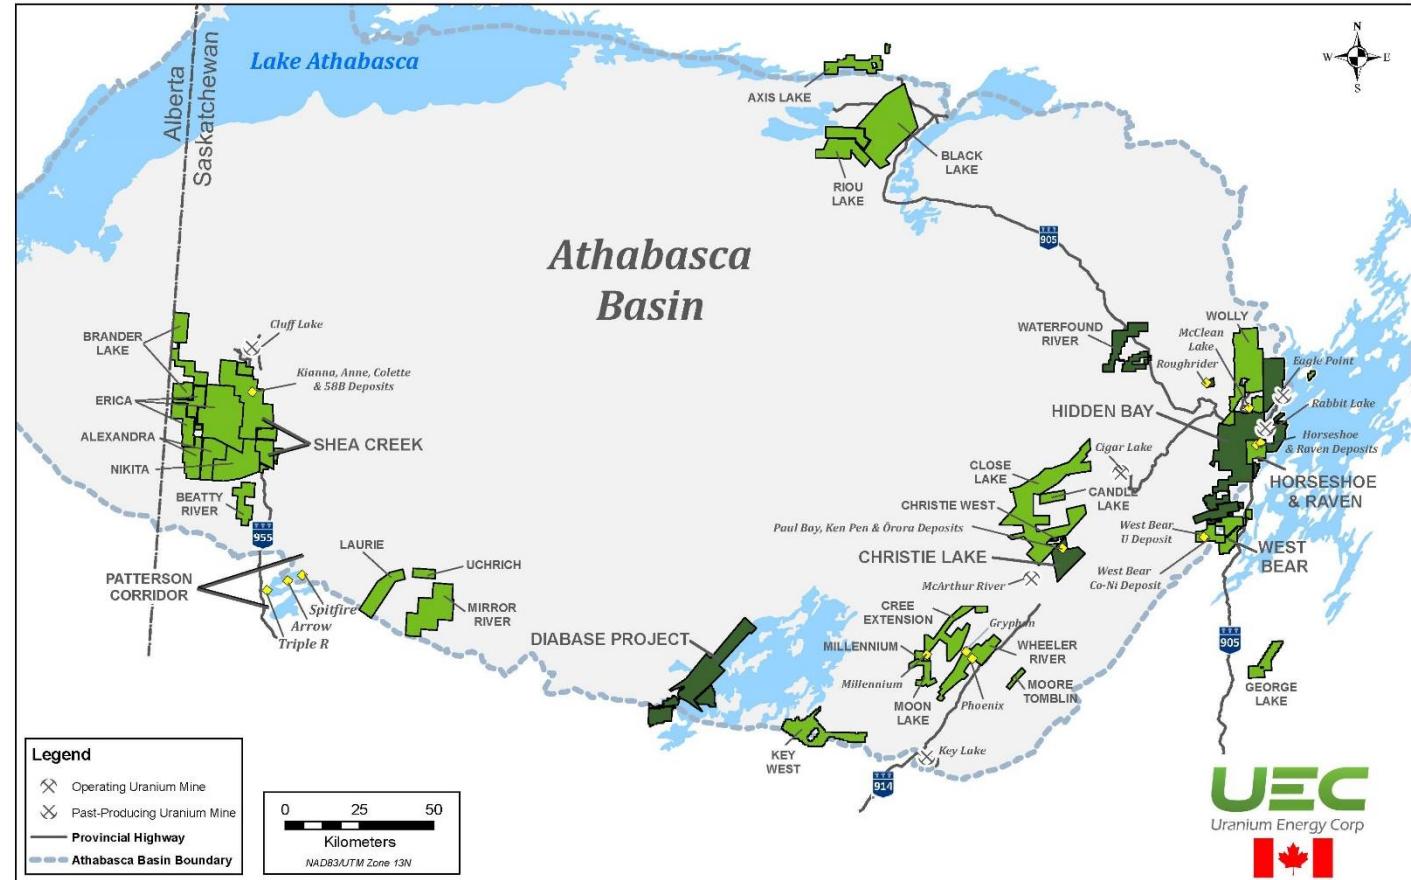 Lake Athabasca
Alberta
Saskatchewan
N
W
E
S
AXIS LAKE
BLACK
LAKE
RIOU
LAKE
905
Athabasca
Basin
WATERFOUND
RIVER
WOLLY
McClean
Lake
Roughrider
Eagle Point
Rabbit Lake
HIDDEN BAY
Horseshoe
& Raven Deposits
HORSESHOE
& RAVEN
BRANDER
LAKE
Cluff Lake
Kianna, Anne, Colette
& 58B Deposits
ERICA
ALEXANDRA
SHEA CREEK
NIKITA
BEATTY
RIVER
955
Cigar Lake
CLOSE
LAKE
CANDLE
LAKE
CHRISTIE WEST
Paul Bay, Ken Pen & Örora Deposits
CHRISTIE LAKE
McArthur River
West Bear
U Deposit
WEST
BEAR
West Bear
Co-Ni Deposit
PATTERSON
CORRIDOR
LAURIE
UCHRICH
Spitfire
Arrow
Triple R
MIRROR
RIVER
DIABASE PROJECT
CREE
EXTENSION
Gryphon
MILLENNIUM
WHEELER
RIVER
Millennium
MOORE
TOMBLIN
MOON
LAKE
Phoenix
905
GEORGE
LAKE
KEY
WEST
Key Lake
914
Legend
Operating Uranium Mine
Past-Producing Uranium Mine
Provincial Highway
Athabasca Basin Boundary
0 25 50
Kilometers
NAD83/UTM Zone 13N
UEC
Uranium Energy Corp